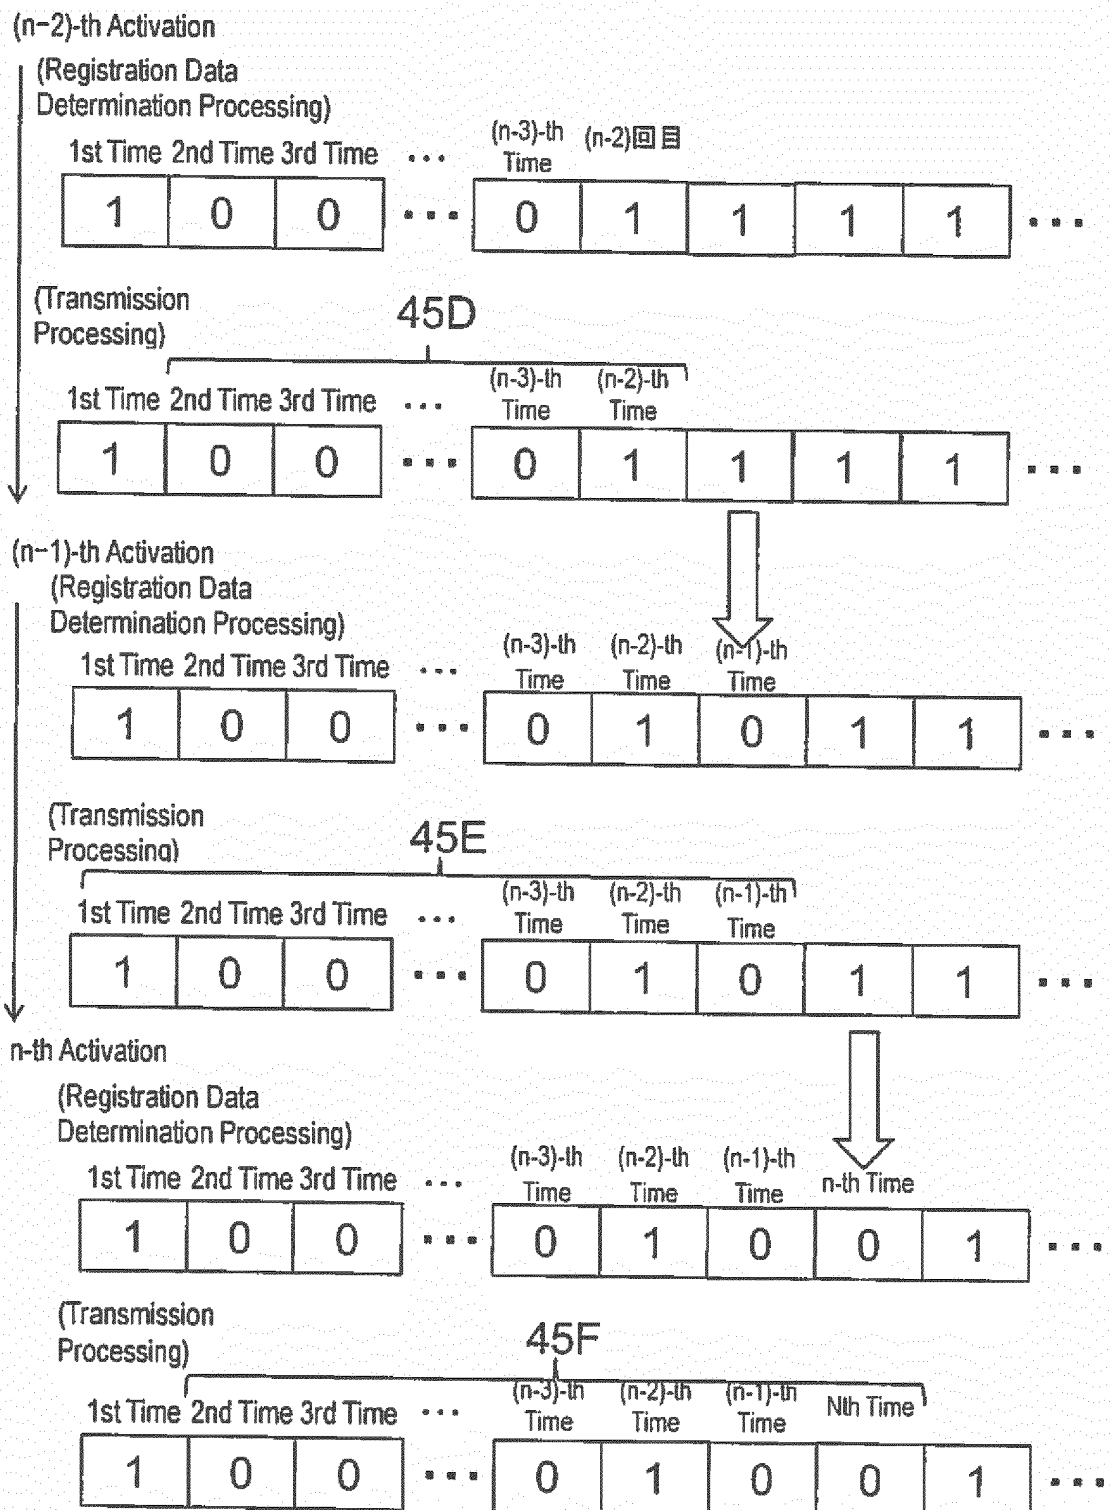 (n-2)-th Activation
(Registration Data
Determination Processing)
1st Time 2nd Time 3rd Time ... (n-3)-th Time (n-2)回目
1 0 0 ... 0 1 1 1 1 ...
(Transmission
Processing)
45D
1st Time 2nd Time 3rd Time ... (n-3)-th Time (n-2)-th Time
1 0 0 ... 0 1 1 1 1 ...
(n-1)-th Activation
(Registration Data
Determination Processing)
1st Time 2nd Time 3rd Time ... (n-3)-th Time (n-2)-th Time (n-1)-th Time
1 0 0 ... 0 1 0 1 1 ...
(Transmission
Processing)
45E
1st Time 2nd Time 3rd Time ... (n-3)-th Time (n-2)-th Time (n-1)-th Time
1 0 0 ... 0 1 0 1 1 ...
n-th Activation
(Registration Data
Determination Processing)
1st Time 2nd Time 3rd Time ... (n-3)-th Time (n-2)-th Time (n-1)-th Time n-th Time
1 0 0 ... 0 1 0 0 1 ...
(Transmission
Processing)
45F
1st Time 2nd Time 3rd Time ... (n-3)-th Time (n-2)-th Time (n-1)-th Time Nth Time
1 0 0 ... 0 1 0 0 1 ...